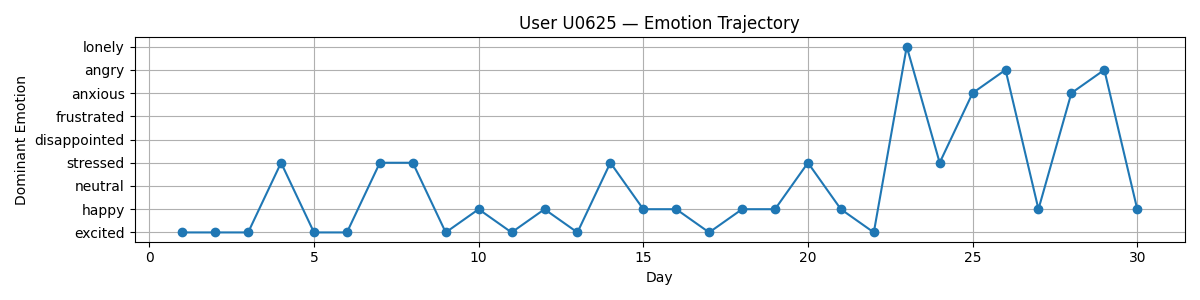 User U0625 — Emotion Trajectory
Dominant Emotion
lonely
angry
anxious
frustrated
disappointed
stressed
neutral
happy
excited
0 5 10 15 20 25 30
Day